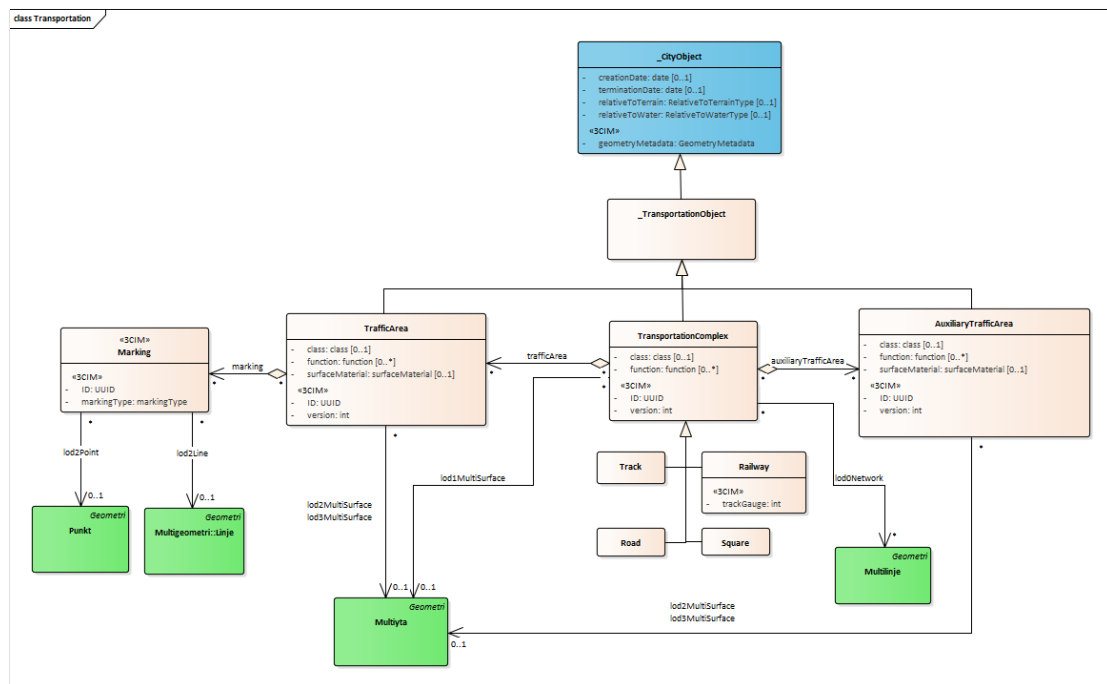 class Transportation
_CityObject
- creationDate: date [0..1]
- terminationDate: date [0..1]
- relativeToTerrain: RelativeToTerrainType [0..1]
- relativeToWater: RelativeToWaterType [0..1]
«3CIM»
- geometryMetadata: GeometryMetadata
_TransportationObject
«3CIM»
Marking
«3CIM»
- ID: UUID
- markingType: markingType
marking
*
*
TrafficArea
- class: class [0..1]
- function: function [0..*]
- surfaceMaterial: surfaceMaterial [0..1]
«3CIM»
- ID: UUID
- version: int
trafficArea
*
*
TransportationComplex
- class: class [0..1]
- function: function [0..*]
«3CIM»
- ID: UUID
- version: int
auxiliaryTrafficArea
*
*
AuxiliaryTrafficArea
- class: class [0..1]
- function: function [0..*]
- surfaceMaterial: surfaceMaterial [0..1]
«3CIM»
- ID: UUID
- version: int
*
*
*
*
*
*
lod2Point
lod2Line
lod1MultiSurface
lod0Network
lod2MultiSurface
lod3MultiSurface
Track
Railway
«3CIM»
- trackGauge: int
Road
Square
0..1
0..1
Geometri
Punkt
Geometri
Multigeometri::Linje
*
Geometri
Multilinje
0..1
0..1
Geometri
Multiyta
lod2MultiSurface
lod3MultiSurface
0..1